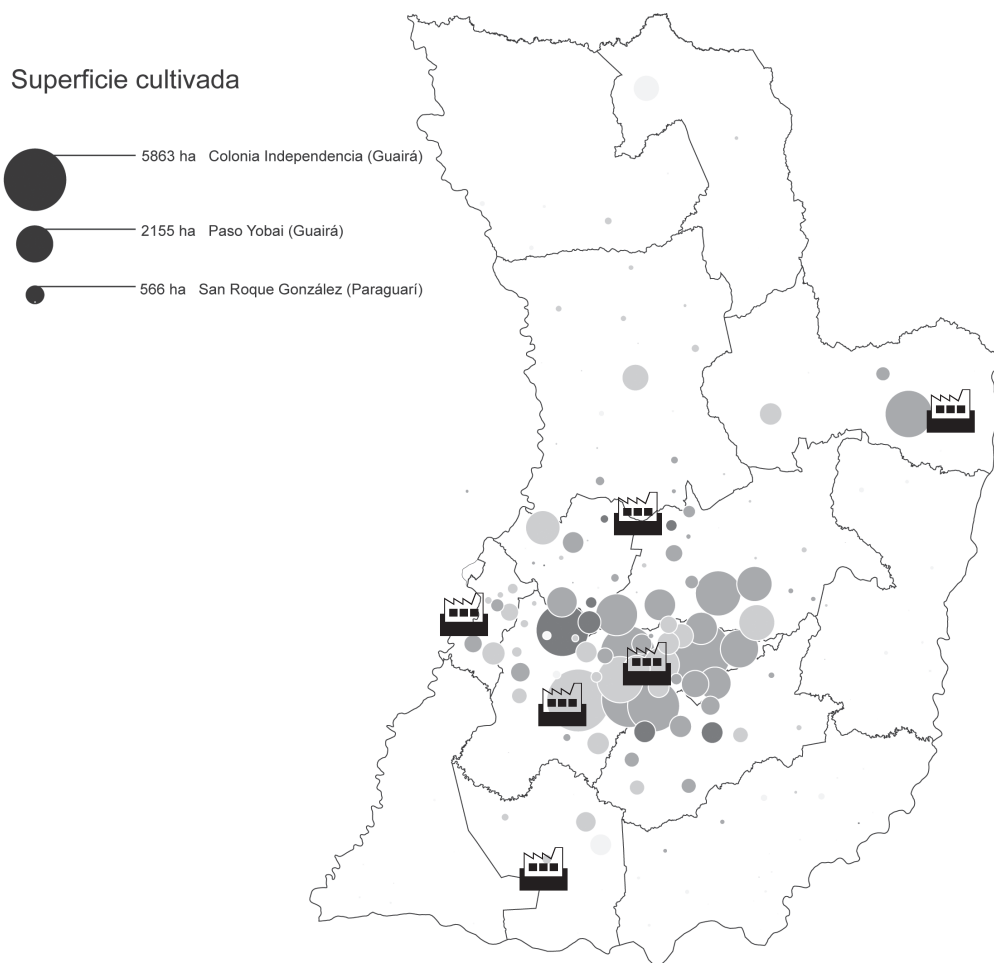 Superficie cultivada
5863 ha Colonia Independencia (Guairá)
2155 ha Paso Yobai (Guairá)
566 ha San Roque González (Paraguarí)